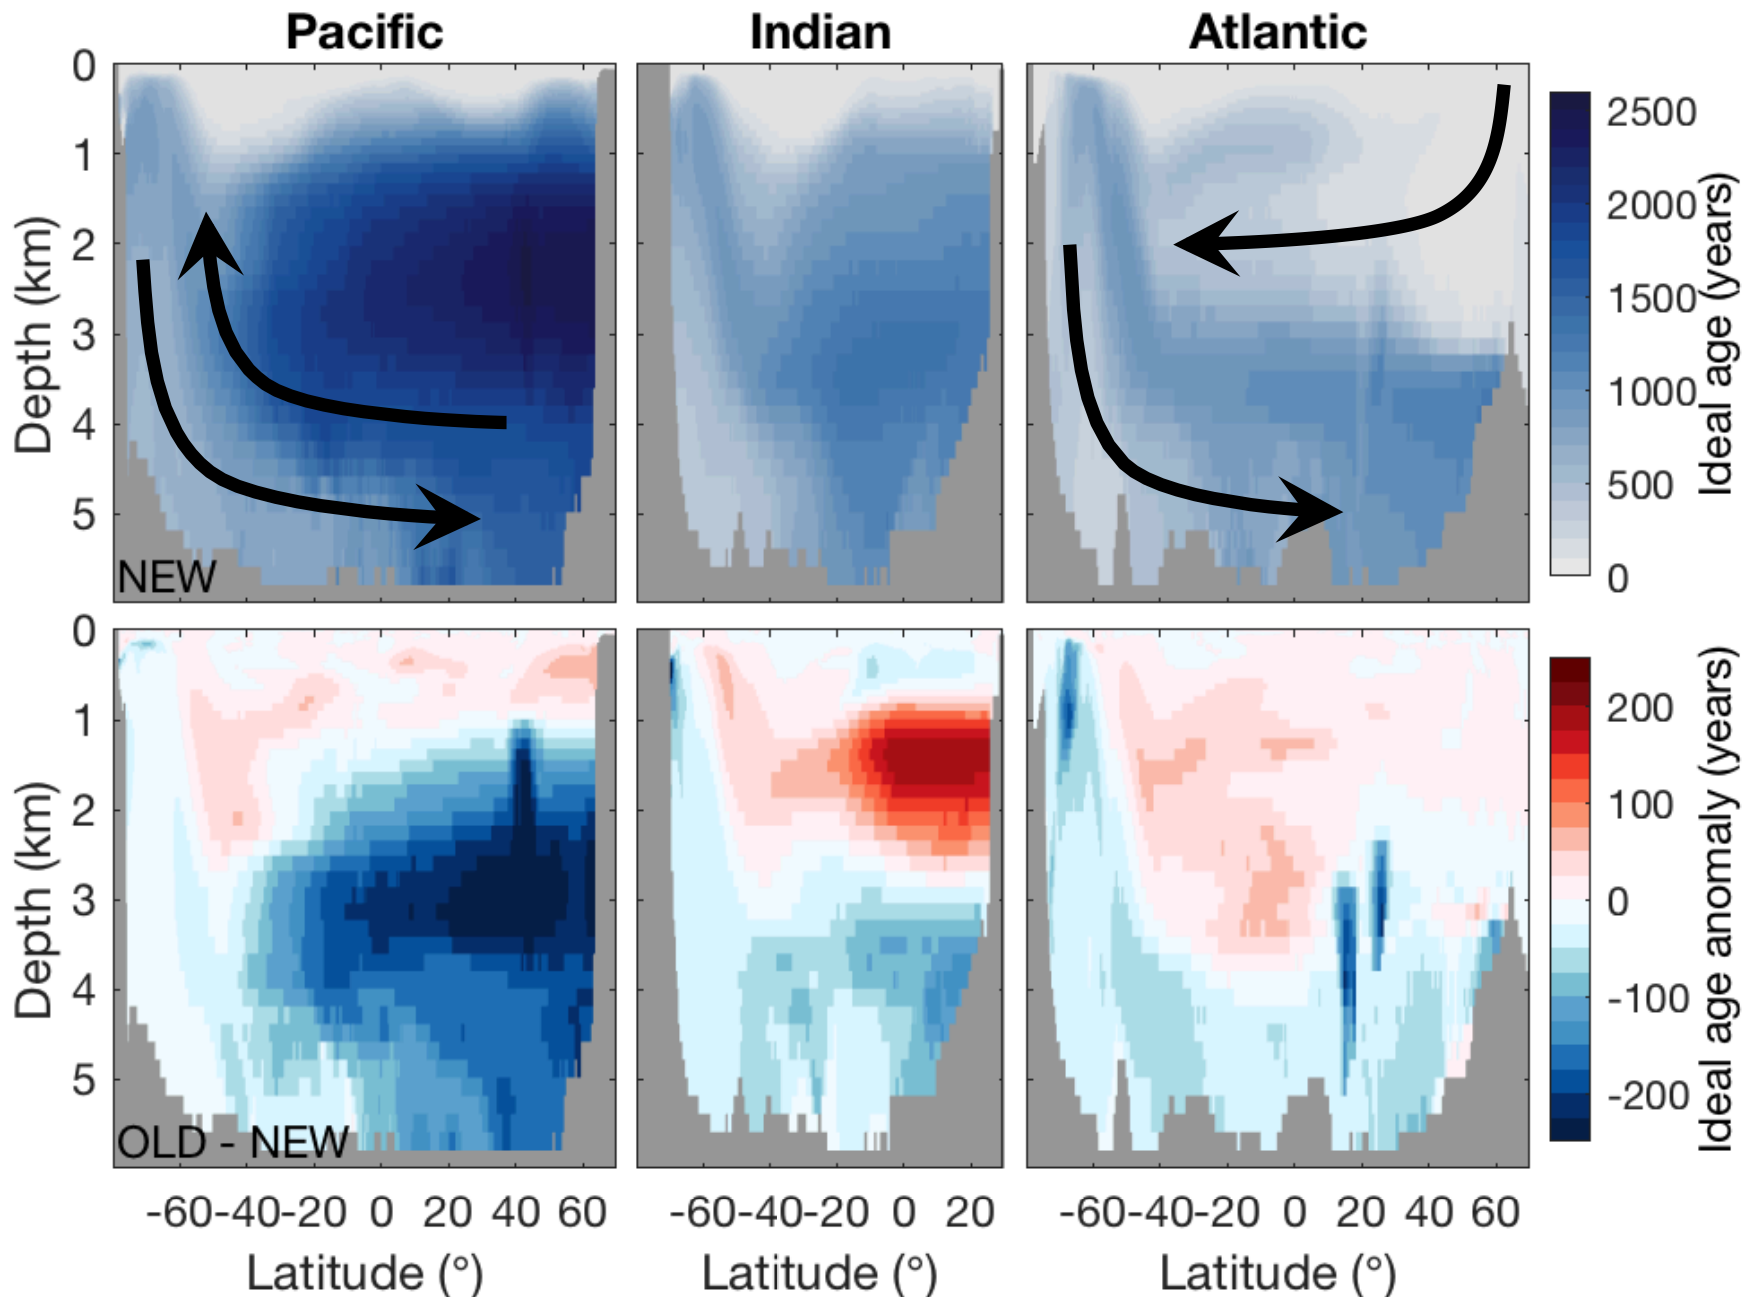 Pacific Indian Atlantic
0
1
2
3
4
5
Depth (km)
NEW
2500
2000
1500
1000
500
0
Ideal age (years)
0
1
2
3
4
5
Depth (km)
OLD - NEW
200
100
0
-100
-200
Ideal age anomaly (years)
-60 -40 -20 0 20 40 60
-60 -40 -20 0 20
-60 -40 -20 0 20 40 60
Latitude (°) Latitude (°) Latitude (°)